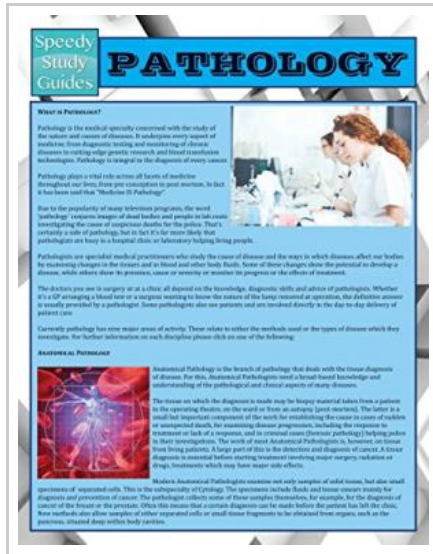 Speedy
Study
Guides
PATHOLOGY
WHAT IS PATHOLOGY?
Pathology is the medical specialty concerned with the study of
the nature and causes of diseases. It underpins every aspect of
medicine, from diagnostic testing and monitoring of chronic
diseases to cutting-edge genetic research and blood transfusion
technologies. Pathology is integral to the diagnosis of every cancer.
Pathology plays a vital role across all facets of medicine
throughout our lives, from pre-conception to post mortem. In fact
it has been said that "Medicine IS Pathology".
Due to the popularity of many television programs, the word
'pathology' conjures images of dead bodies and people in lab coats
investigating the cause of suspicious deaths for the police. That's
certainly a side of pathology, but in fact it's far more likely that
pathologists are busy in a hospital clinic or laboratory helping living people.
Pathologists are specialist medical practitioners who study the cause of disease and the ways in which diseases affect our bodies
by examining changes in the tissues and in blood and other body fluids. Some of these changes show the potential to develop a
disease, while others show its presence, cause or severity or monitor its progress or the effects of treatment.
The doctors you see in surgery or at a clinic all depend on the knowledge, diagnostic skills and advice of pathologists. Whether
it's a GP arranging a blood test or a surgeon wanting to know the nature of the lump removed at operation, the definitive answer
is usually provided by a pathologist. Some pathologists also see patients and are involved directly in the day-to-day delivery of
patient care.
Currently pathology has nine major areas of activity. These relate to either the methods used or the types of disease which they
investigate. For further information on each discipline please click on one of the following:
ANATOMICAL PATHOLOGY
Anatomical Pathology is the branch of pathology that deals with the tissue diagnosis
of disease. For this, Anatomical Pathologists need a broad-based knowledge and
understanding of the pathological and clinical aspects of many diseases.
The tissue on which the diagnosis is made may be biopsy material taken from a patient
in the operating theatre, on the ward or from an autopsy (post-mortem). The latter is a
small but important component of the work for establishing the cause in cases of sudden
or unexpected death, for examining disease progression, including the response to
treatment or lack of a response, and in criminal cases (forensic pathology) helping police
in their investigations. The work of most Anatomical Pathologists is, however, on tissue
from living patients. A large part of this is the detection and diagnosis of cancer. A tissue
diagnosis is essential before starting treatment involving major surgery, radiation or
drugs, treatments which may have major side effects.
Modern Anatomical Pathologists examine not only samples of solid tissue, but also small
specimens of separated cells. This is the subspecialty of Cytology. The specimens include fluids and tissue smears mainly for
diagnosis and prevention of cancer. The pathologist collects some of these samples themselves, for example, for the diagnosis of
cancer of the breast or the prostate. Often this means that a certain diagnosis can be made before the patient has left the clinic.
New methods also allow samples of either separated cells or small tissue fragments to be obtained from organs, such as the
pancreas, situated deep within body cavities.